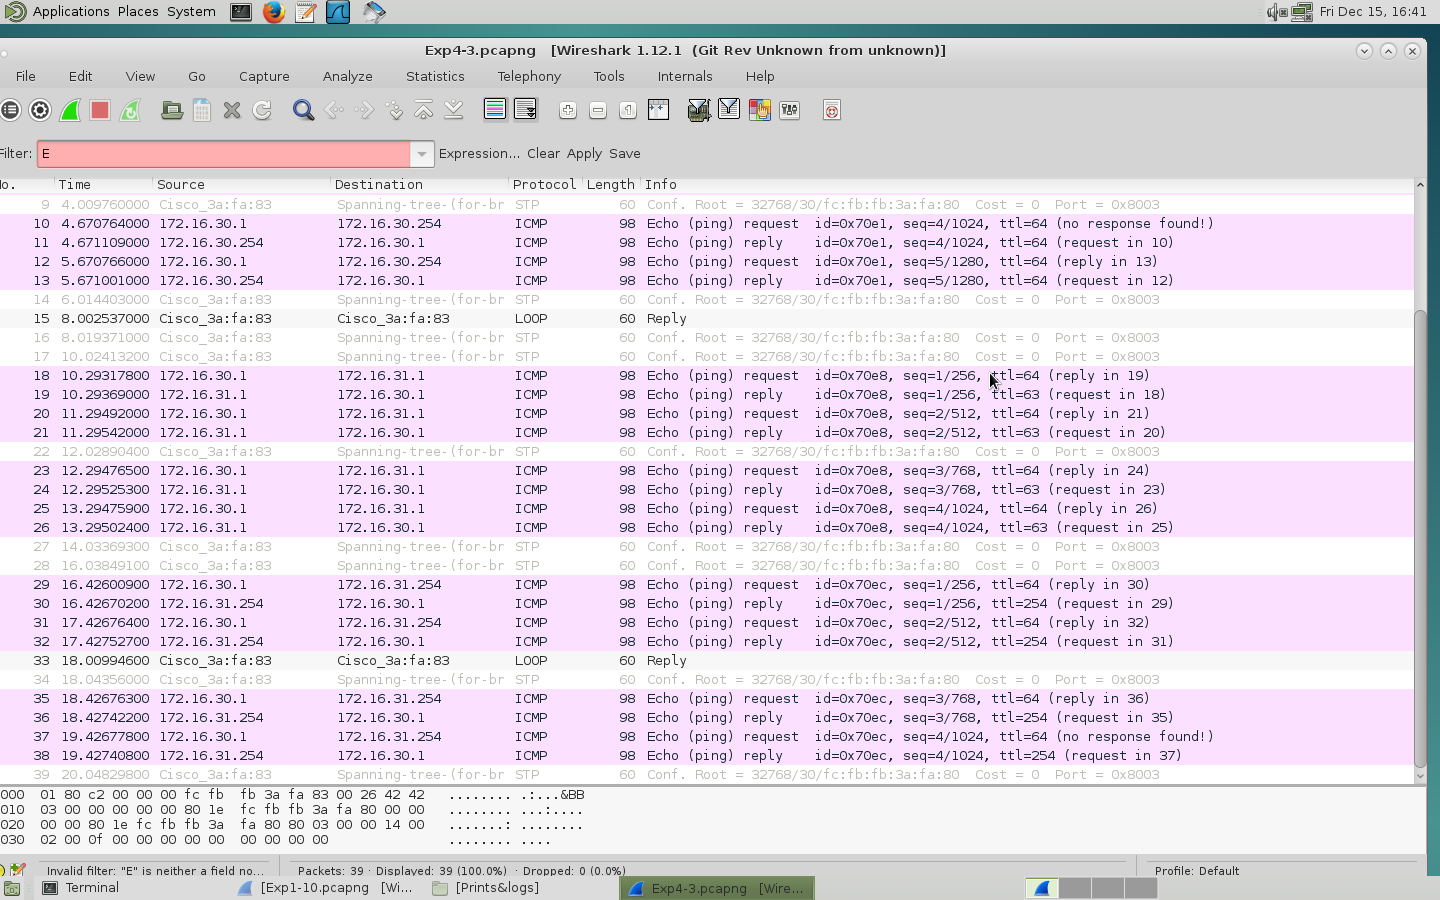 Applications Places System Fri Dec 15, 16:41
Exp4-3.pcapng [Wireshark 1.12.1 (Git Rev Unknown from unknown)]
File Edit View Go Capture Analyze Statistics Telephony Tools Internals Help
Filter: E Expression... Clear Apply Save
No. Time Source Destination Protocol Length Info
9 4.009760000 Cisco_3a:fa:83 Spanning-tree-(for-br STP 60 Conf. Root = 32768/30/fc:fb:fb:3a:fa:80 Cost = 0 Port = 0x8003
10 4.670764000 172.16.30.1 172.16.30.254 ICMP 98 Echo (ping) request id=0x70e1, seq=4/1024, ttl=64 (no response found!)
11 4.671109000 172.16.30.254 172.16.30.1 ICMP 98 Echo (ping) reply id=0x70e1, seq=4/1024, ttl=64 (request in 10)
12 5.670766000 172.16.30.1 172.16.30.254 ICMP 98 Echo (ping) request id=0x70e1, seq=5/1280, ttl=64 (reply in 13)
13 5.671001000 172.16.30.254 172.16.30.1 ICMP 98 Echo (ping) reply id=0x70e1, seq=5/1280, ttl=64 (request in 12)
14 6.014403000 Cisco_3a:fa:83 Spanning-tree-(for-br STP 60 Conf. Root = 32768/30/fc:fb:fb:3a:fa:80 Cost = 0 Port = 0x8003
15 8.002537000 Cisco_3a:fa:83 Cisco_3a:fa:83 LOOP 60 Reply
16 8.019371000 Cisco_3a:fa:83 Spanning-tree-(for-br STP 60 Conf. Root = 32768/30/fc:fb:fb:3a:fa:80 Cost = 0 Port = 0x8003
17 10.02413200 Cisco_3a:fa:83 Spanning-tree-(for-br STP 60 Conf. Root = 32768/30/fc:fb:fb:3a:fa:80 Cost = 0 Port = 0x8003
18 10.29317800 172.16.30.1 172.16.31.1 ICMP 98 Echo (ping) request id=0x70e8, seq=1/256, ttl=64 (reply in 19)
19 10.29369000 172.16.31.1 172.16.30.1 ICMP 98 Echo (ping) reply id=0x70e8, seq=1/256, ttl=63 (request in 18)
20 11.29492000 172.16.30.1 172.16.31.1 ICMP 98 Echo (ping) request id=0x70e8, seq=2/512, ttl=64 (reply in 21)
21 11.29542000 172.16.31.1 172.16.30.1 ICMP 98 Echo (ping) reply id=0x70e8, seq=2/512, ttl=63 (request in 20)
22 12.02890400 Cisco_3a:fa:83 Spanning-tree-(for-br STP 60 Conf. Root = 32768/30/fc:fb:fb:3a:fa:80 Cost = 0 Port = 0x8003
23 12.29476500 172.16.30.1 172.16.31.1 ICMP 98 Echo (ping) request id=0x70e8, seq=3/768, ttl=64 (reply in 24)
24 12.29525300 172.16.31.1 172.16.30.1 ICMP 98 Echo (ping) reply id=0x70e8, seq=3/768, ttl=63 (request in 23)
25 13.29475900 172.16.30.1 172.16.31.1 ICMP 98 Echo (ping) request id=0x70e8, seq=4/1024, ttl=64 (reply in 26)
26 13.29502400 172.16.31.1 172.16.30.1 ICMP 98 Echo (ping) reply id=0x70e8, seq=4/1024, ttl=63 (request in 25)
27 14.03369300 Cisco_3a:fa:83 Spanning-tree-(for-br STP 60 Conf. Root = 32768/30/fc:fb:fb:3a:fa:80 Cost = 0 Port = 0x8003
28 16.03849100 Cisco_3a:fa:83 Spanning-tree-(for-br STP 60 Conf. Root = 32768/30/fc:fb:fb:3a:fa:80 Cost = 0 Port = 0x8003
29 16.42600900 172.16.30.1 172.16.31.254 ICMP 98 Echo (ping) request id=0x70ec, seq=1/256, ttl=64 (reply in 30)
30 16.42670200 172.16.31.254 172.16.30.1 ICMP 98 Echo (ping) reply id=0x70ec, seq=1/256, ttl=254 (request in 29)
31 17.42676400 172.16.30.1 172.16.31.254 ICMP 98 Echo (ping) request id=0x70ec, seq=2/512, ttl=64 (reply in 32)
32 17.42752700 172.16.31.254 172.16.30.1 ICMP 98 Echo (ping) reply id=0x70ec, seq=2/512, ttl=254 (request in 31)
33 18.00994600 Cisco_3a:fa:83 Cisco_3a:fa:83 LOOP 60 Reply
34 18.04356000 Cisco_3a:fa:83 Spanning-tree-(for-br STP 60 Conf. Root = 32768/30/fc:fb:fb:3a:fa:80 Cost = 0 Port = 0x8003
35 18.42676300 172.16.30.1 172.16.31.254 ICMP 98 Echo (ping) request id=0x70ec, seq=3/768, ttl=64 (reply in 36)
36 18.42742200 172.16.31.254 172.16.30.1 ICMP 98 Echo (ping) reply id=0x70ec, seq=3/768, ttl=254 (request in 35)
37 19.42677800 172.16.30.1 172.16.31.254 ICMP 98 Echo (ping) request id=0x70ec, seq=4/1024, ttl=64 (no response found!)
38 19.42740800 172.16.31.254 172.16.30.1 ICMP 98 Echo (ping) reply id=0x70ec, seq=4/1024, ttl=254 (request in 37)
39 20.04829800 Cisco_3a:fa:83 Spanning-tree-(for-br STP 60 Conf. Root = 32768/30/fc:fb:fb:3a:fa:80 Cost = 0 Port = 0x8003
000 01 80 c2 00 00 00 fc fb fb 3a fa 83 00 26 42 42 ........ .:...&BB
010 03 00 00 00 00 00 80 1e fc fb fb 3a fa 80 00 00 ........ ...:....
020 00 00 80 1e fc fb fb 3a fa 80 80 03 00 00 14 00 .......: ........
030 02 00 0f 00 00 00 00 00 00 00 00 00 ........ ....
Invalid filter: "E" is neither a field no... Packets: 39 · Displayed: 39 (100.0%) · Dropped: 0 (0.0%) Profile: Default
Terminal [Exp1-10.pcapng [Wi... [Prints&logs] Exp4-3.pcapng [Wire...